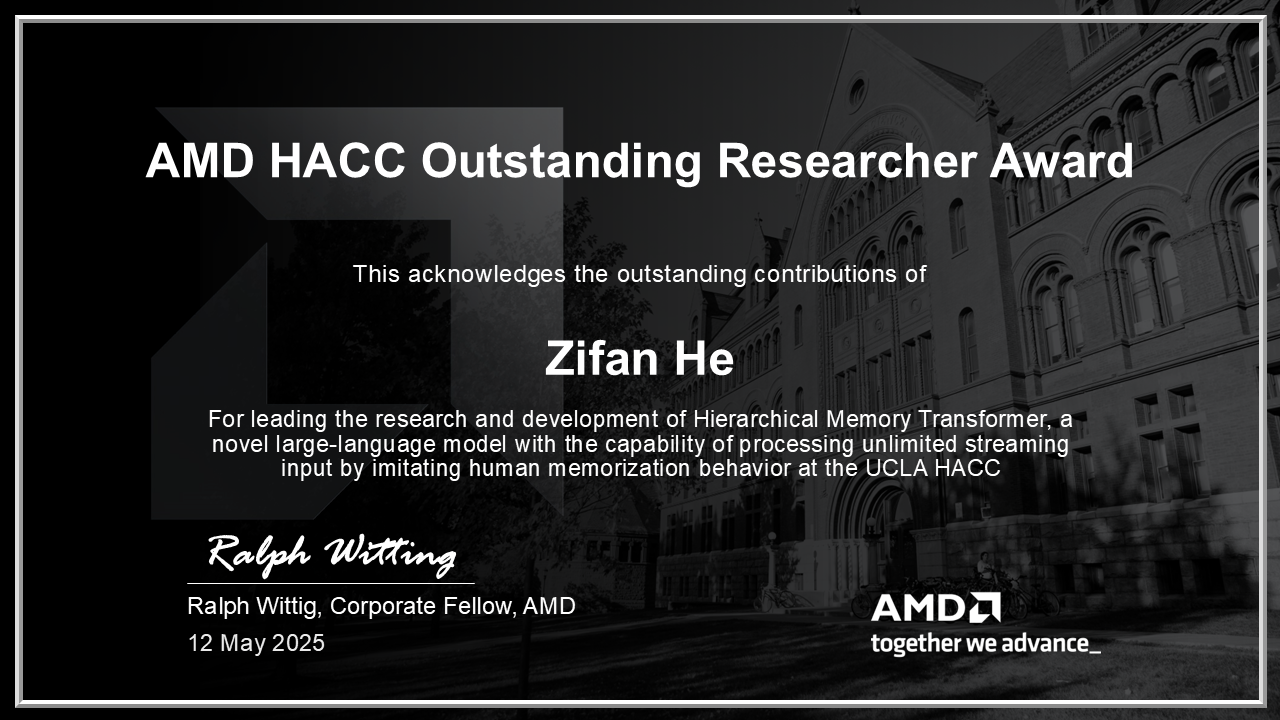 AMD HACC Outstanding Researcher Award
This acknowledges the outstanding contributions of
Zifan He
For leading the research and development of Hierarchical Memory Transformer, a
novel large-language model with the capability of processing unlimited streaming
input by imitating human memorization behavior at the UCLA HACC
Ralph Witting
Ralph Wittig, Corporate Fellow, AMD
12 May 2025
AMD
together we advance_